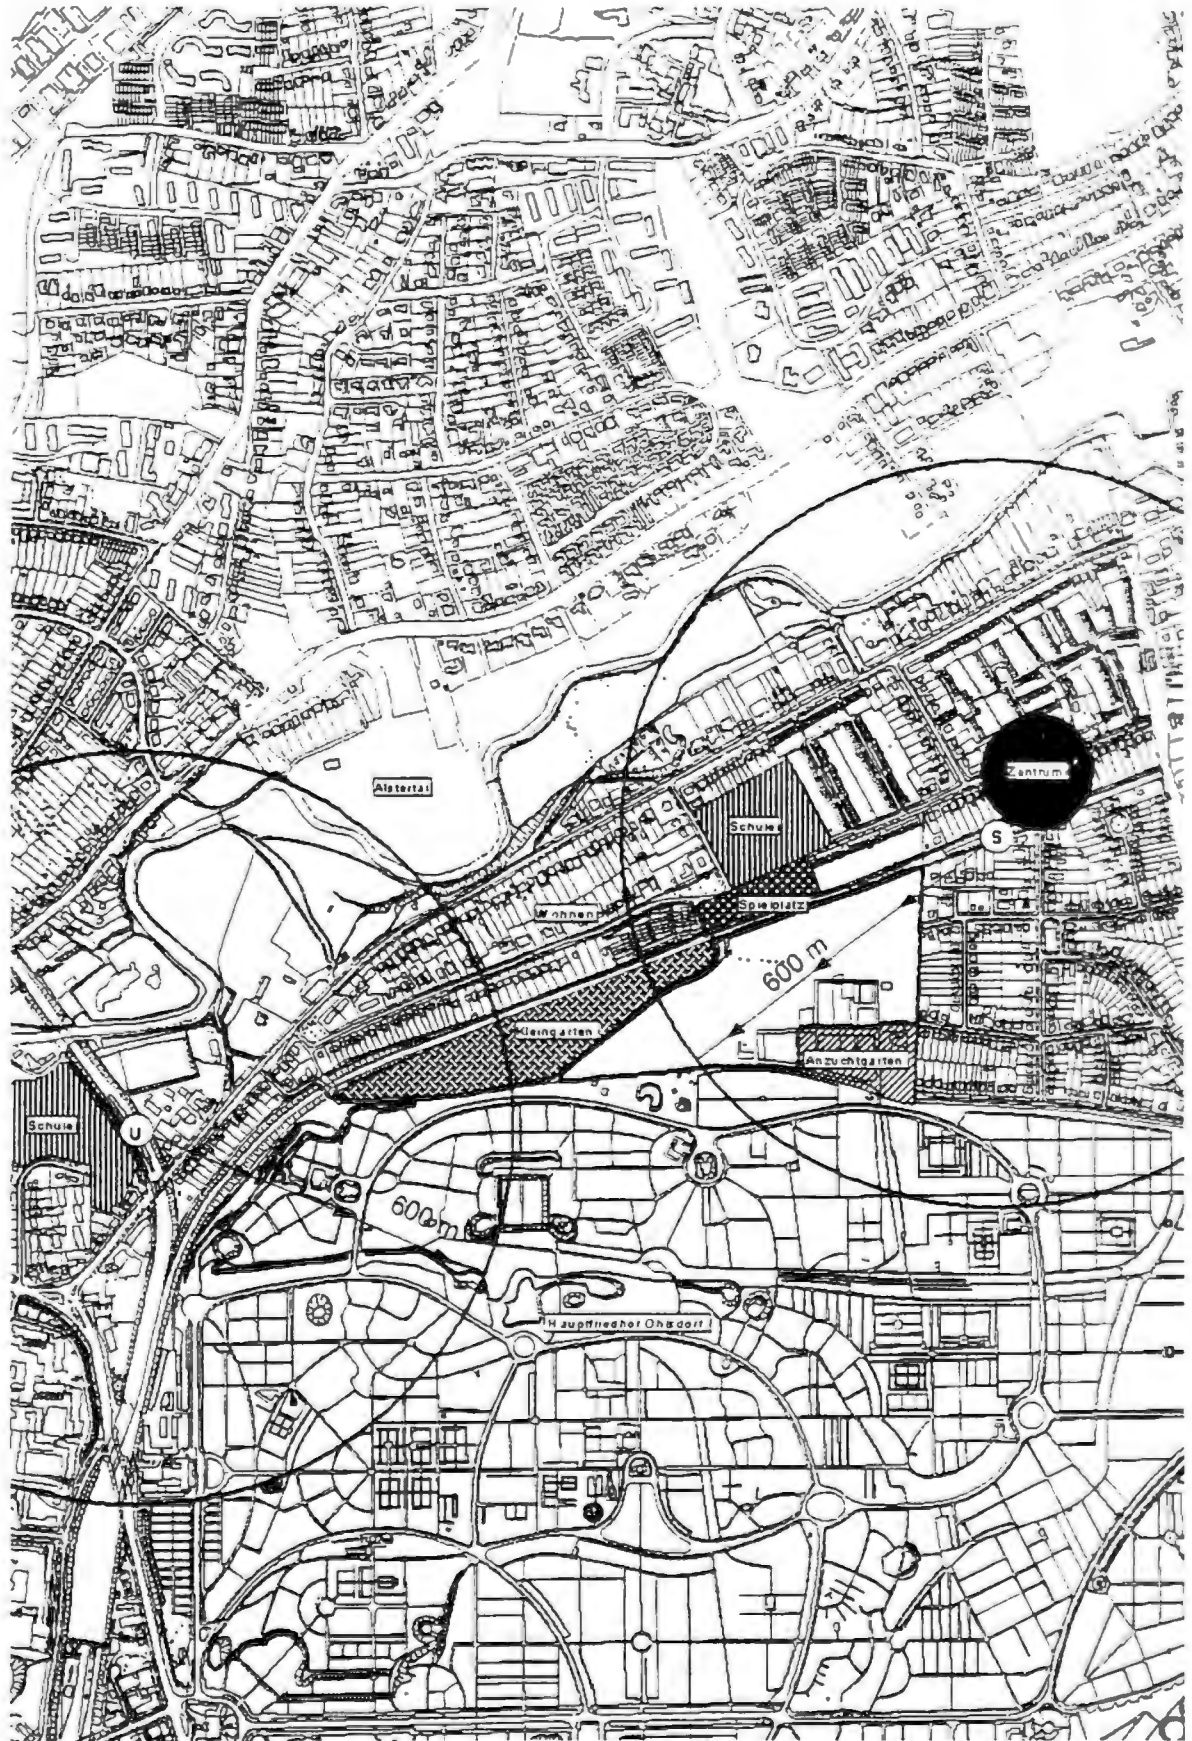 Alstertal
Zentrum
Schule
S
Wohnen
Spielplatz
600 m
Kleingarten
Anzuchtgarten
Schule
U
600 m
Hauptfriedhof Ohlsdorf